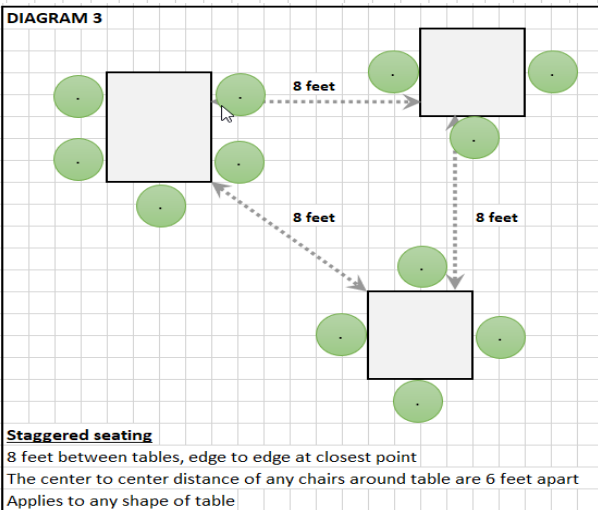 DIAGRAM 3
8 feet
8 feet
8 feet
Staggered seating
8 feet between tables, edge to edge at closest point
The center to center distance of any chairs around table are 6 feet apart
Applies to any shape of table